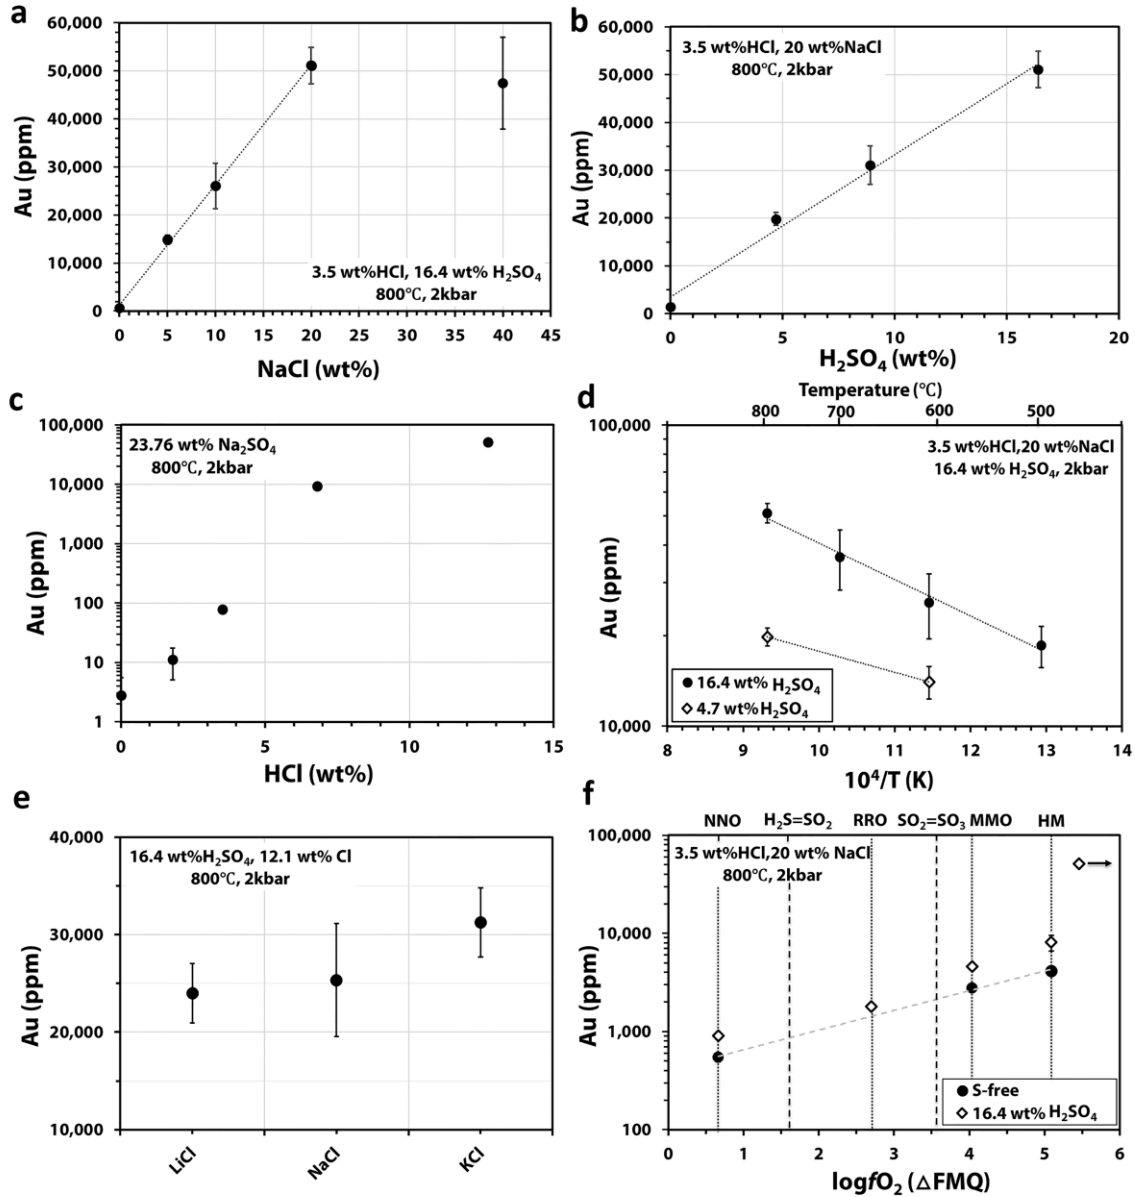 a
60,000
50,000
40,000
30,000
20,000
10,000
0
Au (ppm)
3.5 wt%HCl, 16.4 wt% H₂SO₄
800℃, 2kbar
0 5 10 15 20 25 30 35 40 45
NaCl (wt%)
b
60,000
50,000
40,000
30,000
20,000
10,000
0
Au (ppm)
3.5 wt%HCl, 20 wt%NaCl
800℃, 2kbar
0 5 10 15 20
H₂SO₄ (wt%)
c
100,000
10,000
1,000
100
10
1
Au (ppm)
23.76 wt% Na₂SO₄
800℃, 2kbar
0 5 10 15
HCl (wt%)
d
Temperature (℃)
800 700 600 500
100,000
10,000
Au (ppm)
3.5 wt%HCl,20 wt%NaCl
16.4 wt% H₂SO₄, 2kbar
16.4 wt% H₂SO₄
4.7 wt%H₂SO₄
8 9 10 11 12 13 14
10⁴/T (K)
e
40,000
30,000
20,000
10,000
Au (ppm)
16.4 wt%H₂SO₄, 12.1 wt% Cl
800℃, 2kbar
LiCl NaCl KCl
f
NNO H₂S=SO₂ RRO SO₂=SO₃ MMO HM
100,000
10,000
1,000
100
Au (ppm)
3.5 wt%HCl,20 wt% NaCl
800℃, 2kbar
S-free
16.4 wt% H₂SO₄
0 1 2 3 4 5 6
logfO₂ (△FMQ)